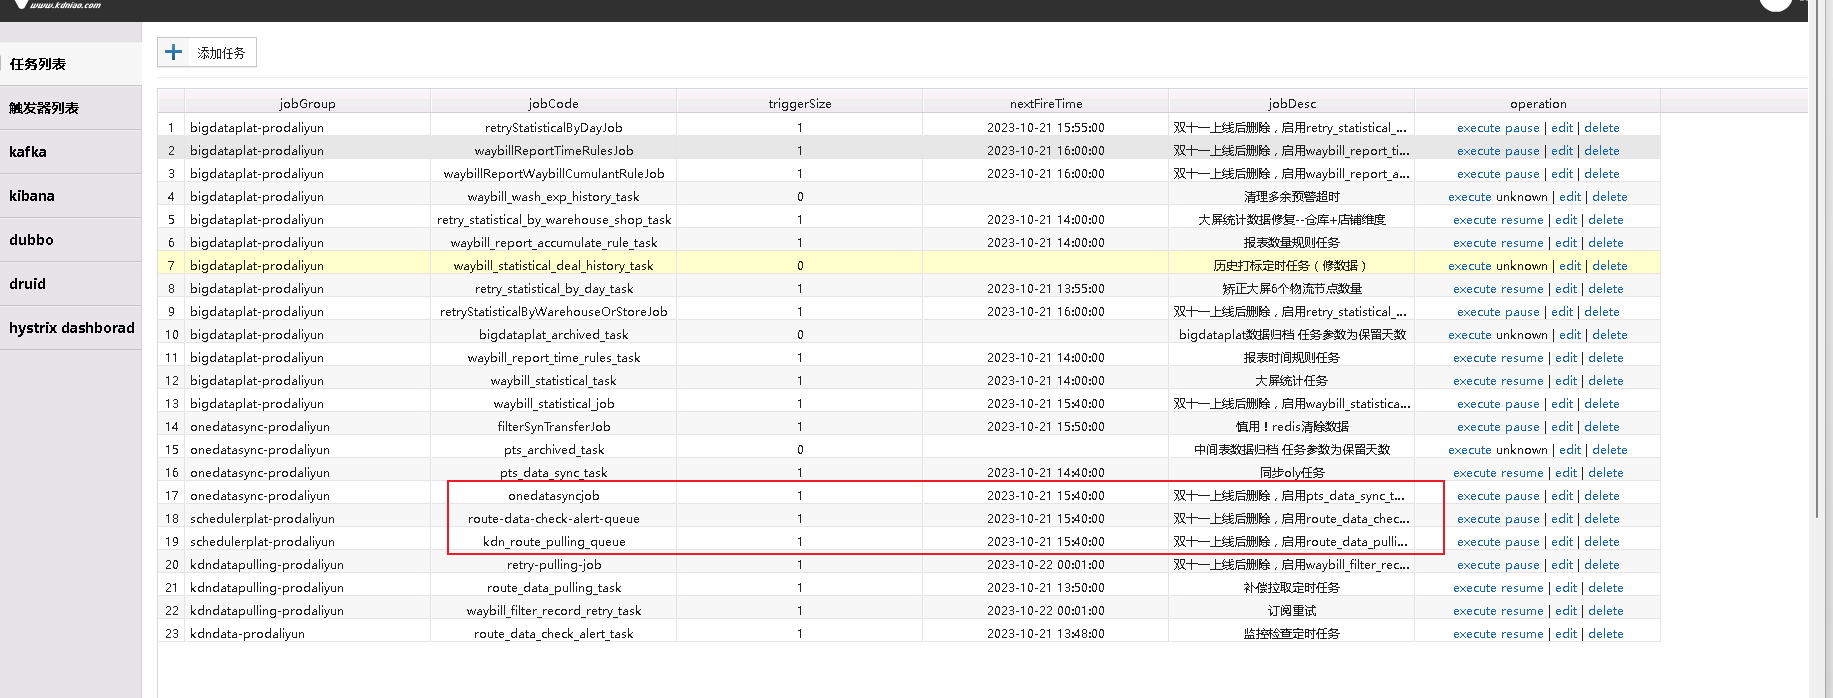 www.kdniao.com
添加任务
任务列表
触发器列表
kafka
kibana
dubbo
druid
hystrix dashborad
jobGroup jobCode triggerSize nextFireTime jobDesc operation
1 bigdataplat-prodaliyun retryStatisticalByDayJob 1 2023-10-21 15:55:00 双十一上线后删除，启用retry_statistical_... execute pause | edit | delete
2 bigdataplat-prodaliyun waybillReportTimeRulesJob 1 2023-10-21 16:00:00 双十一上线后删除，启用waybill_report_ti... execute pause | edit | delete
3 bigdataplat-prodaliyun waybillReportWaybillCumulantRuleJob 1 2023-10-21 16:00:00 双十一上线后删除，启用waybill_report_a... execute pause | edit | delete
4 bigdataplat-prodaliyun waybill_wash_exp_history_task 0 清理多余预警超时 execute unknown | edit | delete
5 bigdataplat-prodaliyun retry_statistical_by_warehouse_shop_task 1 2023-10-21 14:00:00 大屏统计数据修复--仓库+店铺维度 execute resume | edit | delete
6 bigdataplat-prodaliyun waybill_report_accumulate_rule_task 1 2023-10-21 14:00:00 报表数量规则任务 execute resume | edit | delete
7 bigdataplat-prodaliyun waybill_statistical_deal_history_task 0 历史打标定时任务（修数据） execute unknown | edit | delete
8 bigdataplat-prodaliyun retry_statistical_by_day_task 1 2023-10-21 13:55:00 矫正大屏6个物流节点数量 execute resume | edit | delete
9 bigdataplat-prodaliyun retryStatisticalByWarehouseOrStoreJob 1 2023-10-21 16:00:00 双十一上线后删除，启用retry_statistical_... execute pause | edit | delete
10 bigdataplat-prodaliyun bigdataplat_archived_task 0 bigdataplat数据归档 任务参数为保留天数 execute unknown | edit | delete
11 bigdataplat-prodaliyun waybill_report_time_rules_task 1 2023-10-21 14:00:00 报表时间规则任务 execute resume | edit | delete
12 bigdataplat-prodaliyun waybill_statistical_task 1 2023-10-21 14:00:00 大屏统计任务 execute resume | edit | delete
13 bigdataplat-prodaliyun waybill_statistical_job 1 2023-10-21 15:40:00 双十一上线后删除，启用waybill_statistica... execute pause | edit | delete
14 onedatasync-prodaliyun filterSynTransferJob 1 2023-10-21 15:50:00 慎用！redis清除数据 execute pause | edit | delete
15 onedatasync-prodaliyun pts_archived_task 0 中间表数据归档 任务参数为保留天数 execute unknown | edit | delete
16 onedatasync-prodaliyun pts_data_sync_task 1 2023-10-21 14:40:00 同步oly任务 execute resume | edit | delete
17 onedatasync-prodaliyun onedatasyncjob 1 2023-10-21 15:40:00 双十一上线后删除，启用pts_data_sync_t... execute pause | edit | delete
18 schedulerplat-prodaliyun route-data-check-alert-queue 1 2023-10-21 15:40:00 双十一上线后删除，启用route_data_chec... execute pause | edit | delete
19 schedulerplat-prodaliyun kdn_route_pulling_queue 1 2023-10-21 15:40:00 双十一上线后删除，启用route_data_pulli... execute pause | edit | delete
20 kdndatapulling-prodaliyun retry-pulling-job 1 2023-10-22 00:01:00 双十一上线后删除，启用waybill_filter_rec... execute pause | edit | delete
21 kdndatapulling-prodaliyun route_data_pulling_task 1 2023-10-21 13:50:00 补偿拉取定时任务 execute resume | edit | delete
22 kdndatapulling-prodaliyun waybill_filter_record_retry_task 1 2023-10-22 00:01:00 订阅重试 execute resume | edit | delete
23 kdndata-prodaliyun route_data_check_alert_task 1 2023-10-21 13:48:00 监控检查定时任务 execute resume | edit | delete